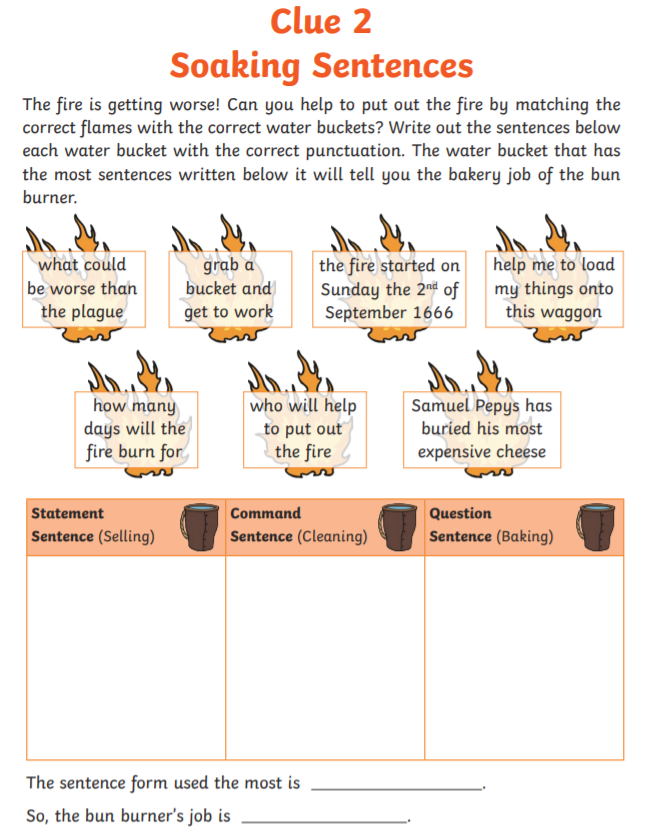 Clue 2
Soaking Sentences
The fire is getting worse! Can you help to put out the fire by matching the
correct flames with the correct water buckets? Write out the sentences below
each water bucket with the correct punctuation. The water bucket that has
the most sentences written below it will tell you the bakery job of the bun
burner.
what could
be worse than
the plague
grab a
bucket and
get to work
the fire started on
Sunday the 2nd of
September 1666
help me to load
my things onto
this waggon
how many
days will the
fire burn for
who will help
to put out
the fire
Samuel Pepys has
buried his most
expensive cheese
Statement
Sentence (Selling)
Command
Sentence (Cleaning)
Question
Sentence (Baking)
The sentence form used the most is ___________________.
So, the bun burner's job is ___________________.